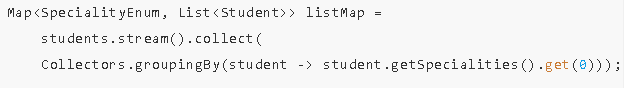 Map<SpecialityEnum, List<Student>> listMap =
students.stream().collect(
Collectors.groupingBy(student -> student.getSpecialities().get(0)));